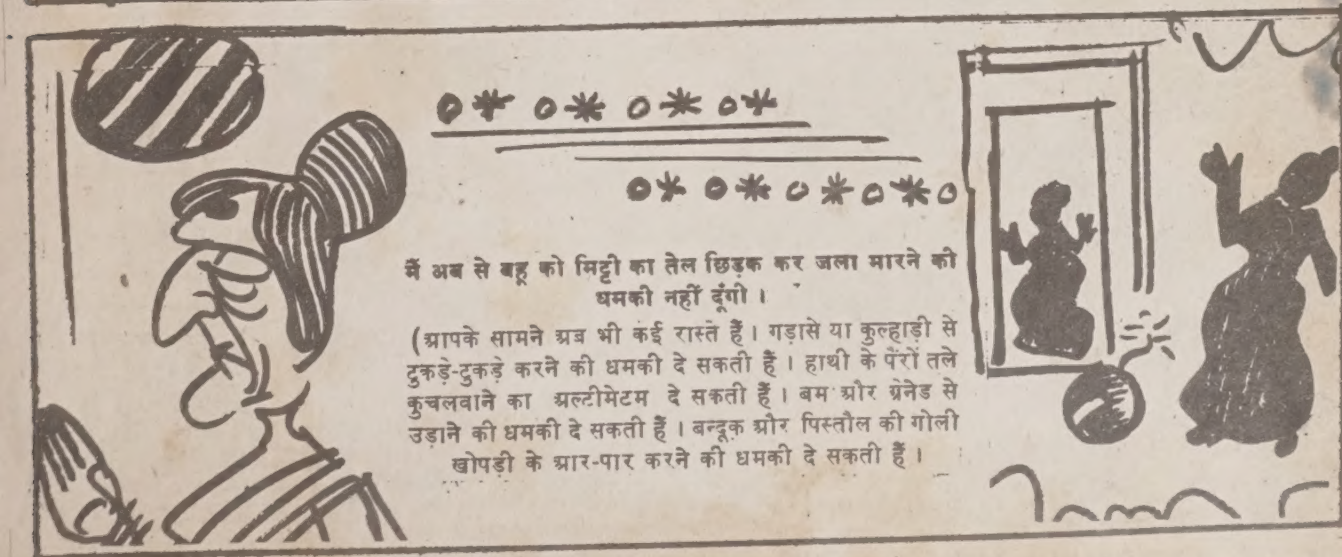 मैं अब से बहू को मिट्टी का तेल छिड़क कर जला मारने की
धमकी नहीं दूंगी ।
(आपके सामने अब भी कई रास्ते हैं । गड़ासे या कुल्हाड़ी से
टुकड़े-टुकड़े करने की धमकी दे सकती हैं । हाथी के पैरों तले
कुचलवाने का अल्टीमेटम दे सकती हैं । बम और ग्रेनेड से
उड़ाने की धमकी दे सकती हैं । बन्दूक और पिस्तौल की गोली
खोपड़ी के आर-पार करने की धमकी दे सकती हैं ।